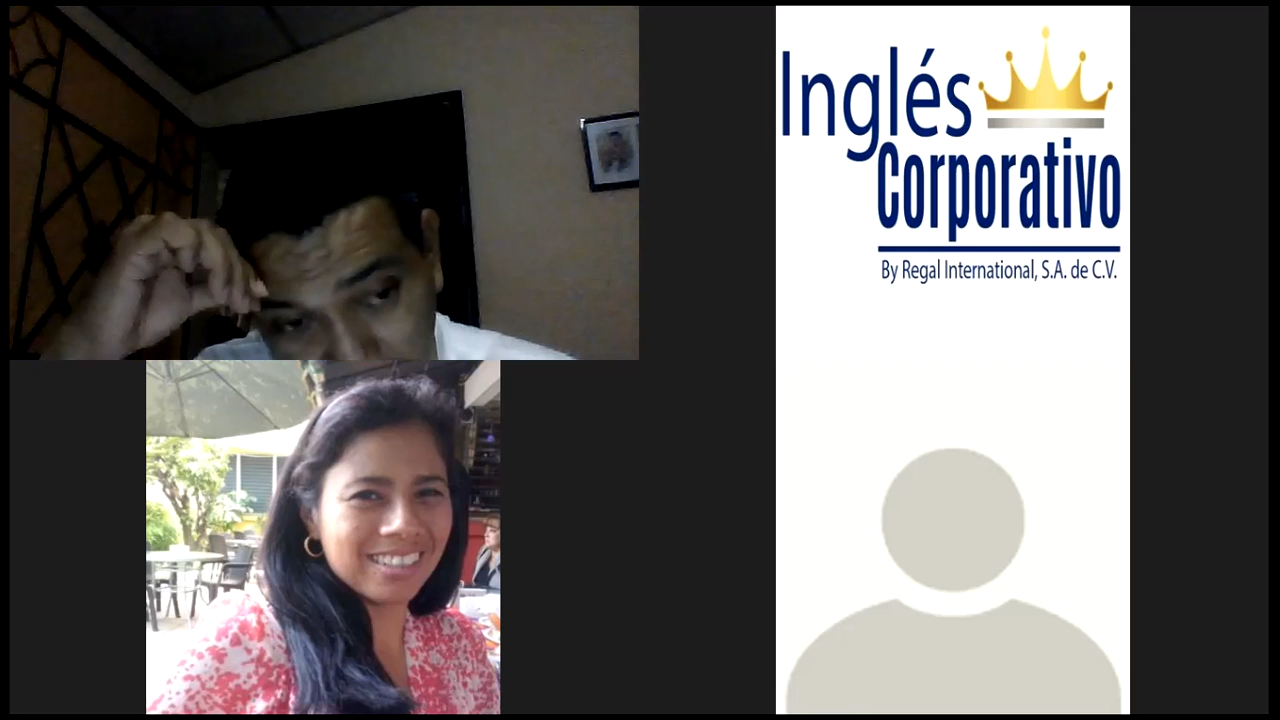 Inglés
Corporativo
By Regal International, S.A. de C.V.